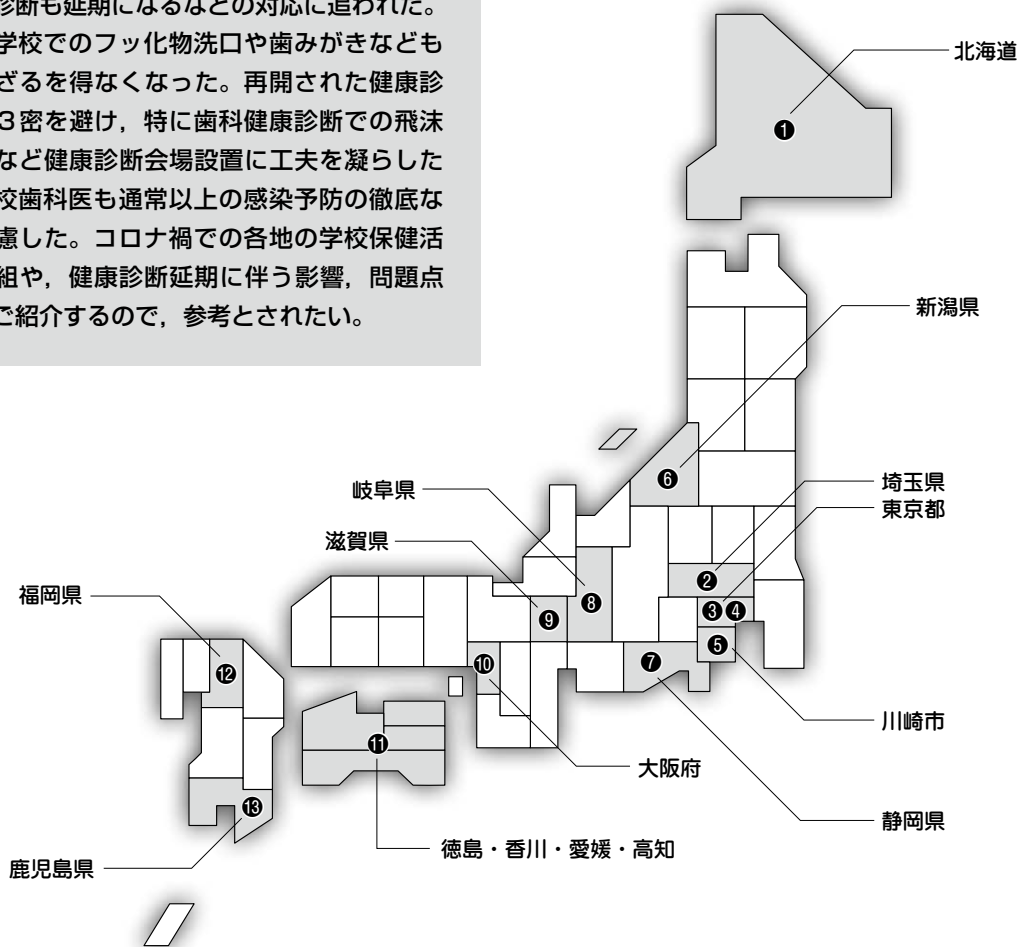 診断も延期になるなどの対応に追われた。
学校でのフッ化物洗口や歯みがきなども
ざるを得なくなった。再開された健康診
３密を避け，特に歯科健康診断での飛沫
など健康診断会場設置に工夫を凝らした
校歯科医も通常以上の感染予防の徹底な
慮した。コロナ禍での各地の学校保健活
組や，健康診断延期に伴う影響，問題点
ご紹介するので，参考とされたい。
北海道
❶
新潟県
❻
岐阜県
埼玉県
東京都
滋賀県
❷
福岡県
❽
❸ ❹
❾
❺
❿
❼
⓬
川崎市
⓫
大阪府
⓭
静岡県
徳島・香川・愛媛・高知
鹿児島県